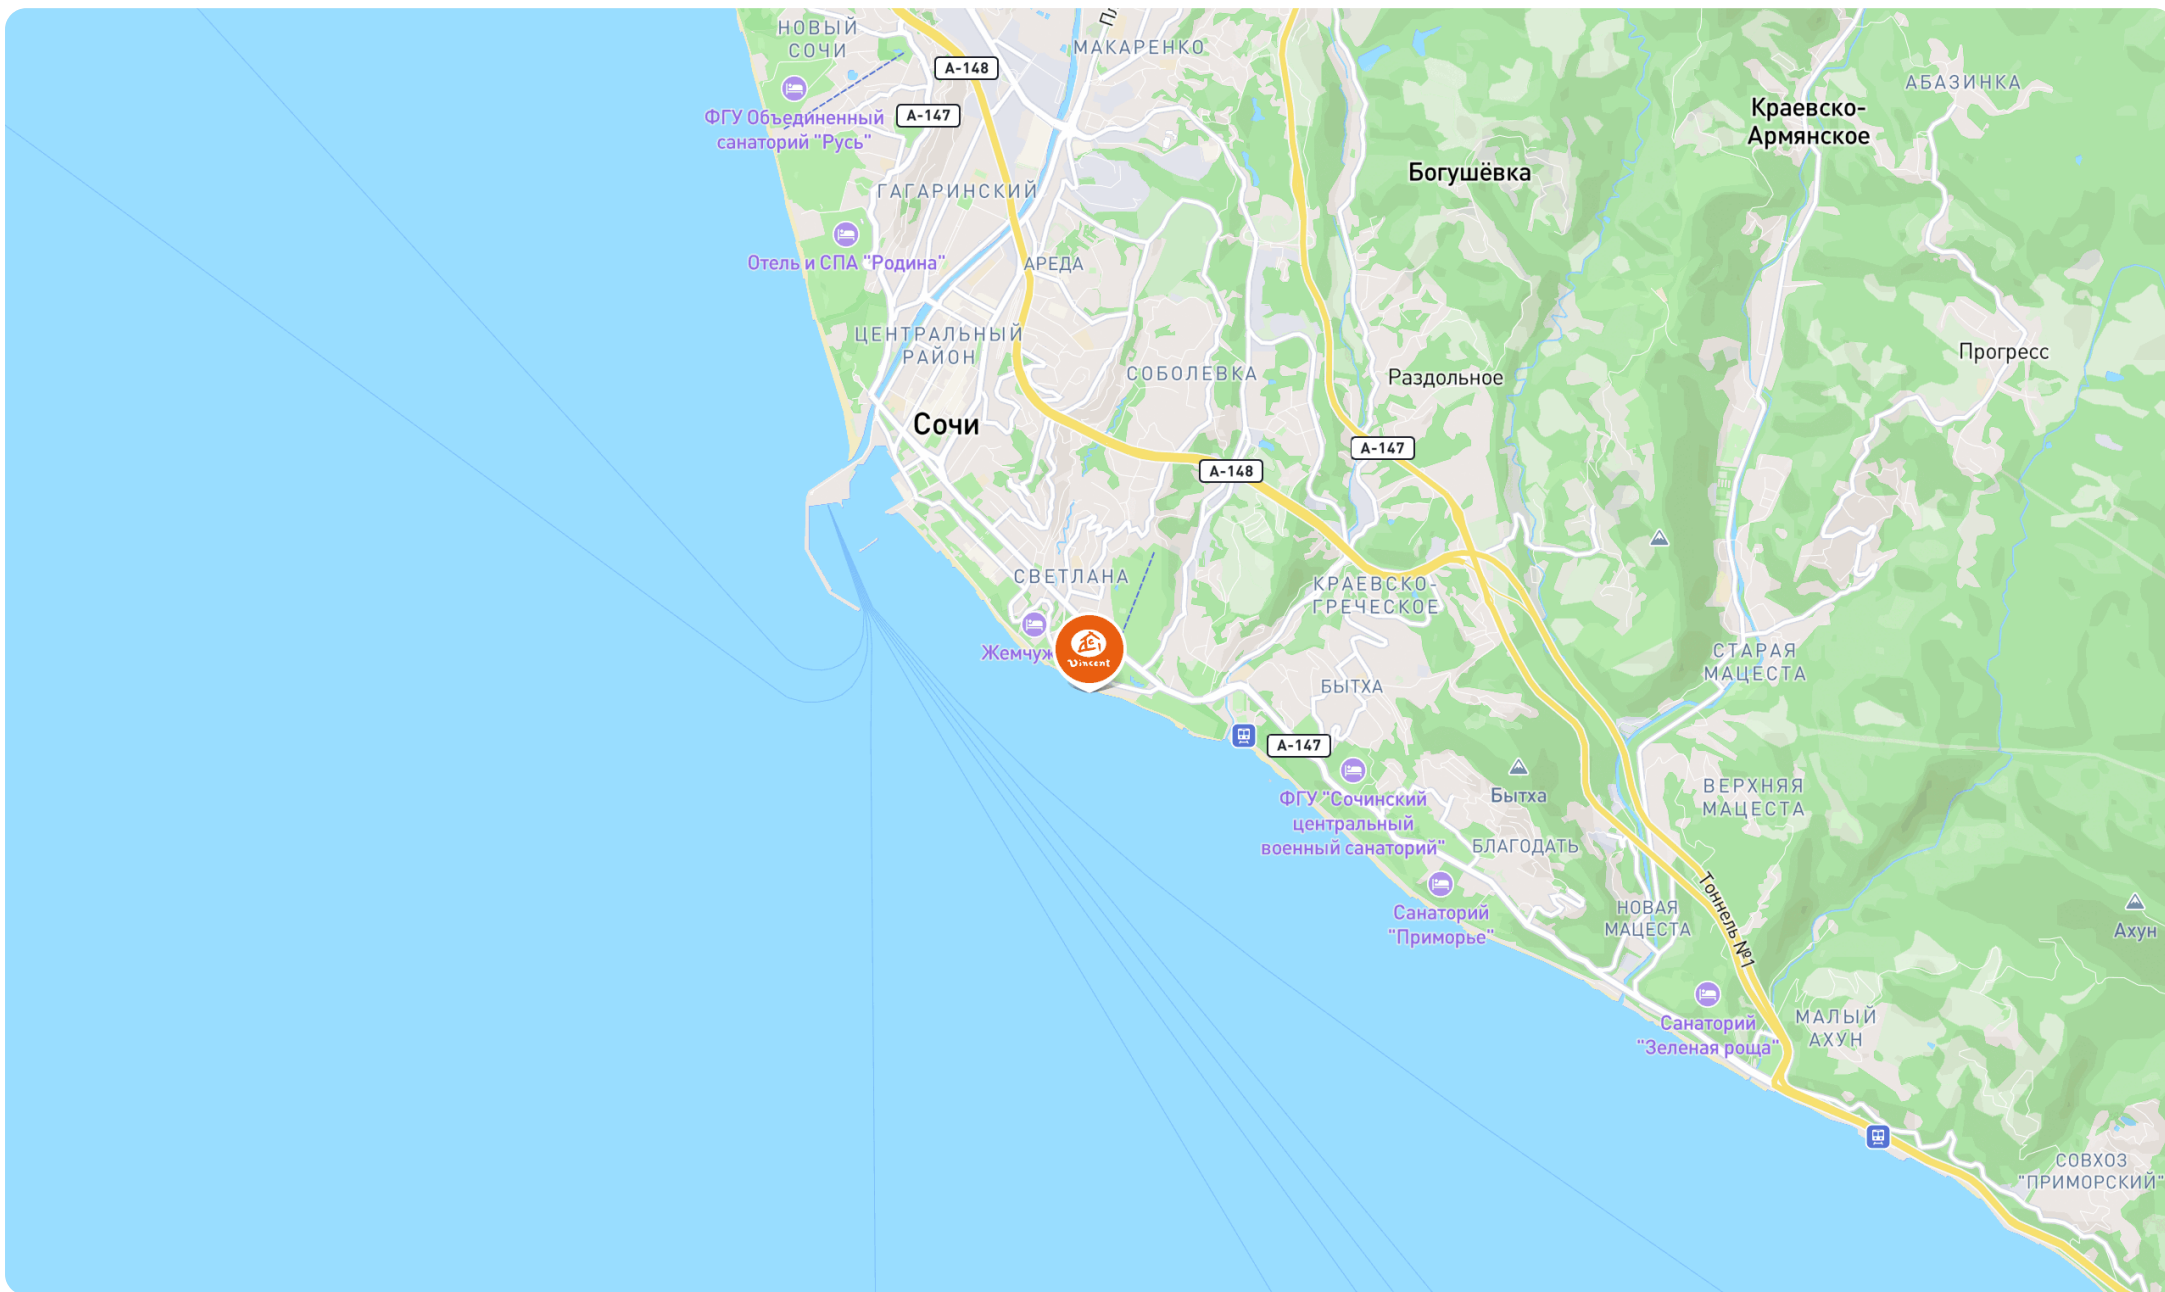 НОВЫЙ
СОЧИ
МАКАРЕНКО
А-148
А-147
ФГУ Объединенный
санаторий "Русь"
ГАГАРИНСКИЙ
Отель и СПА "Родина"
АРЕДА
ЦЕНТРАЛЬНЫЙ
РАЙОН
СОБОЛЕВКА
Сочи
Краевско-
Армянское
АБАЗИНКА
Богушёвка
Прогресс
Раздольное
А-147
А-148
СВЕТЛАНА
КРАЕВСКО-
ГРЕЧЕСКОЕ
Жемчуж
Vincent
БЫТХА
СТАРАЯ
МАЦЕСТА
А-147
ФГУ "Сочинский
центральный
военный санаторий"
Бытха
ВЕРХНЯЯ
МАЦЕСТА
БЛАГОДАТЬ
Санаторий
"Приморье"
НОВАЯ
МАЦЕСТА
Тоннель №1
Ахун
Санаторий
"Зеленая роща"
МАЛЫЙ
АХУН
СОВХОЗ
"ПРИМОРСКИЙ"